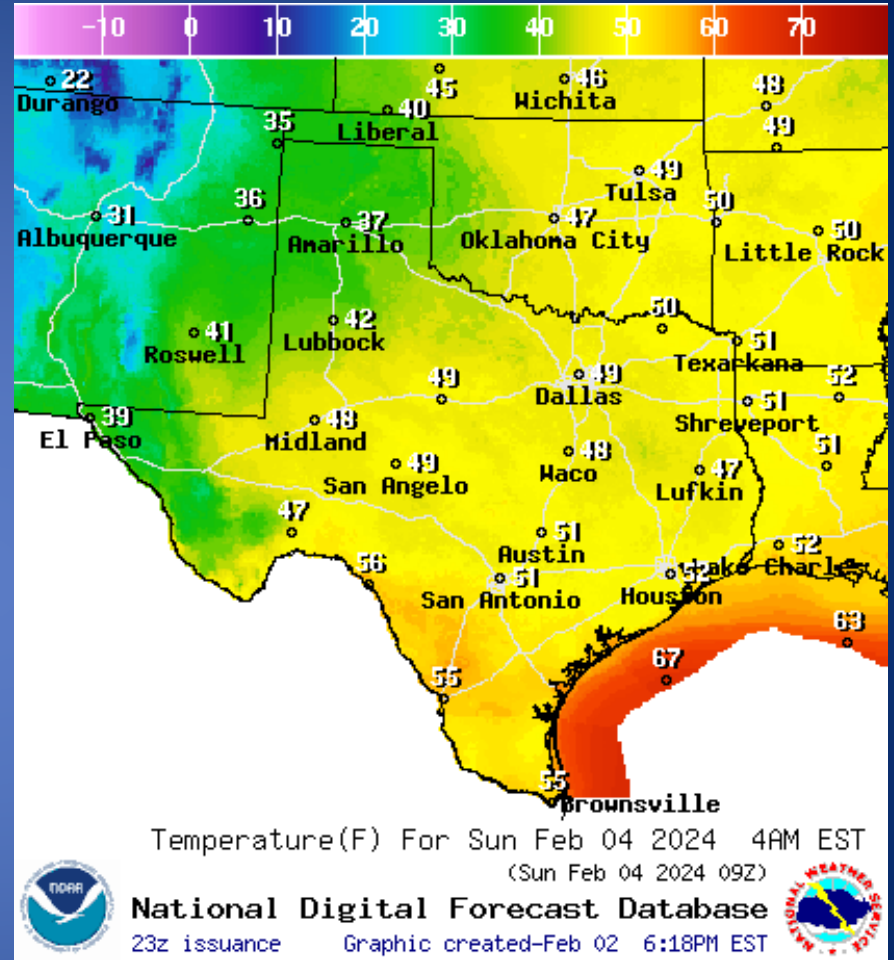 -10 0 10 20 30 40 50 60 70
22 45 46 48
Durango Wichita
40
Liberal
35 49
49
Tulsa
31 36 37 47 50 50
Albuquerque Amarillo Oklahoma City Little Rock
41 42 50 51
Roswell Lubbock Texarkana
49 49 51 52
Dallas Shreveport
39 48
El Paso Midland
49 48 47 51
San Angelo Waco Lufkin
47 51 52
Austin Lake Charles
56 51 52
San Antonio Houston
63
55 67
55
Brownsville
Temperature(F) For Sun Feb 04 2024 4AM EST
(Sun Feb 04 2024 09Z)
National Digital Forecast Database
23z issuance Graphic created-Feb 02 6:18PM EST
NOAA
NATIONAL WEATHER SERVICE